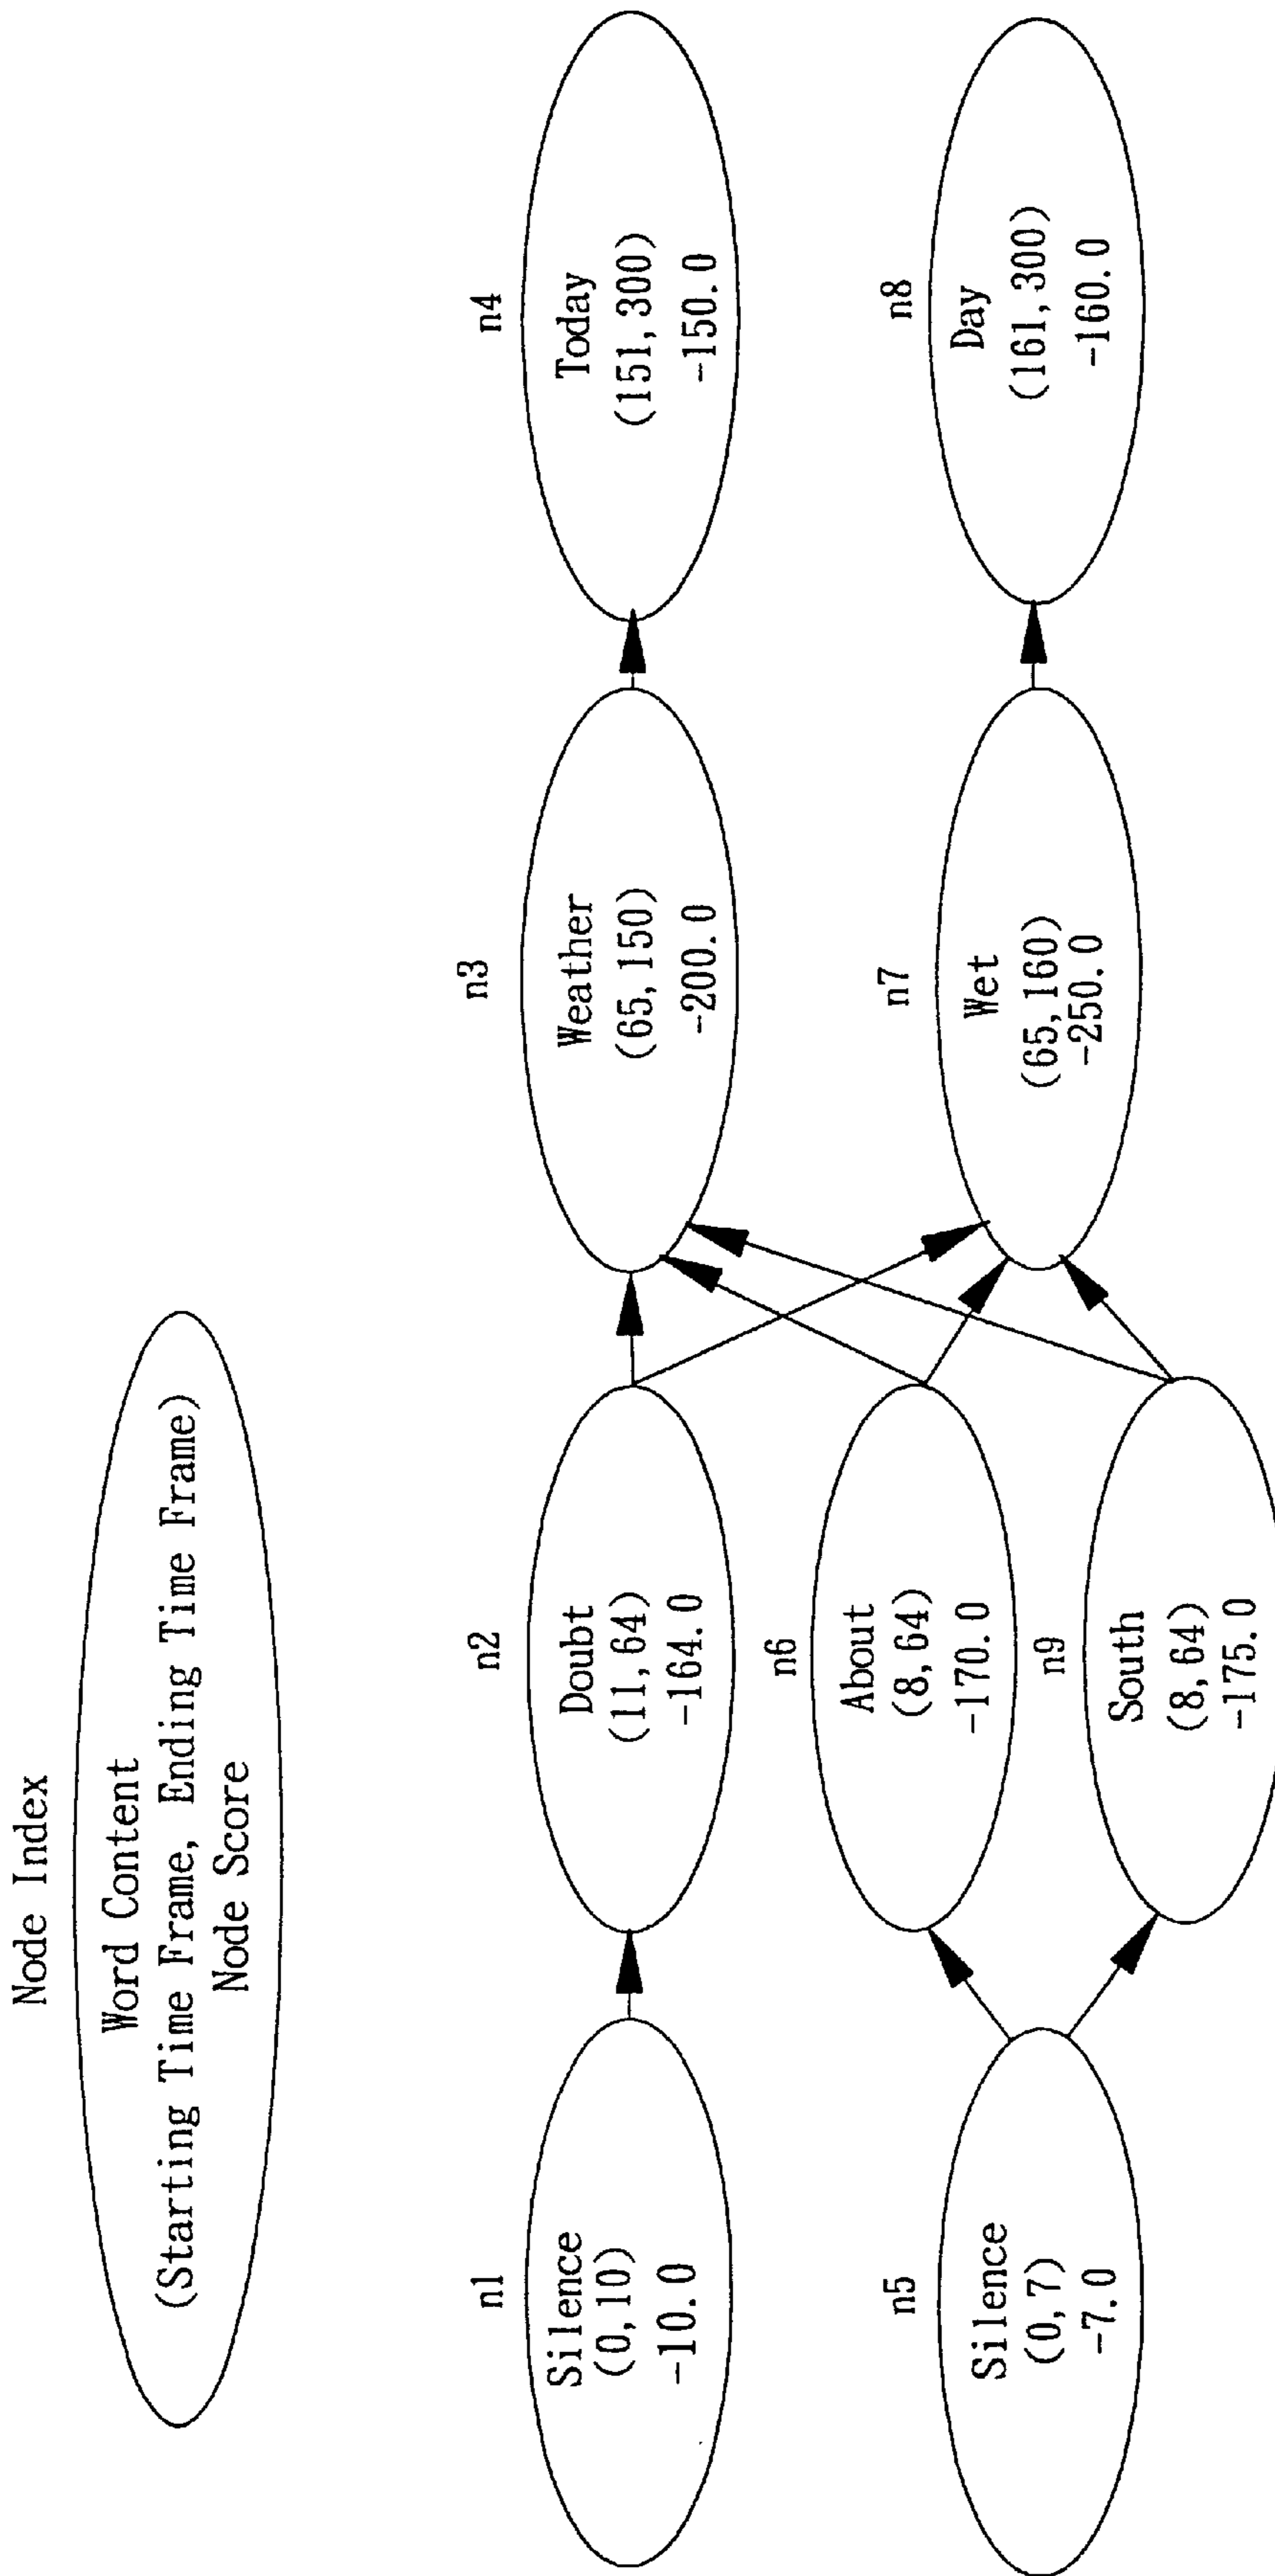 Node Index
Word Content
(Starting Time Frame, Ending Time Frame)
Node Score
n1
Silence
(0,10)
-10.0
n2
Doubt
(11,64)
-164.0
n3
Weather
(65,150)
-200.0
n4
Today
(151,300)
-150.0
n5
Silence
(0,7)
-7.0
n6
About
(8,64)
-170.0
n7
Wet
(65,160)
-250.0
n8
Day
(161,300)
-160.0
n9
South
(8,64)
-175.0